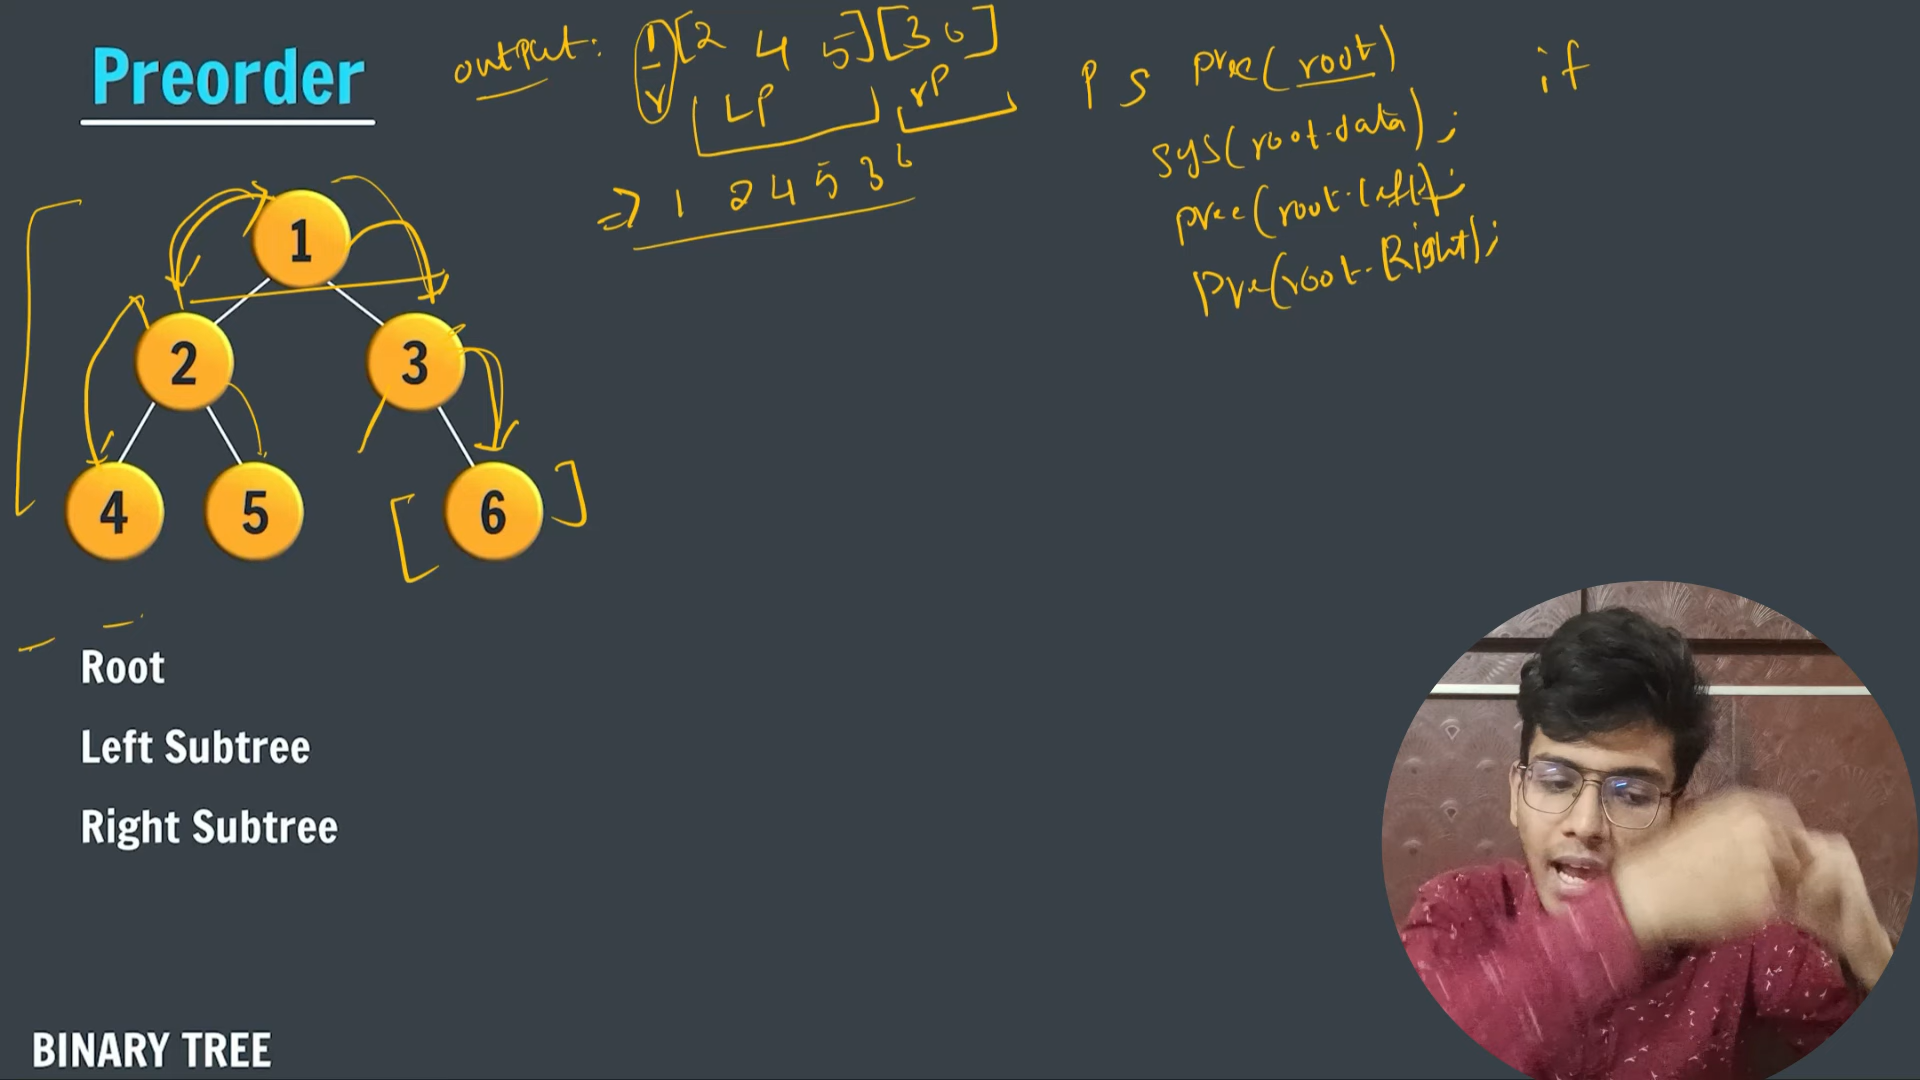 Preorder
output: 1 [2 4 5] [3 6]
r LP rP
=> 1 2 4 5 3 6
P S pre(root)
sys(root.data);
pree(root.left);
pre(root.Right);
if
1
2 3
4 5 6
Root
Left Subtree
Right Subtree
BINARY TREE